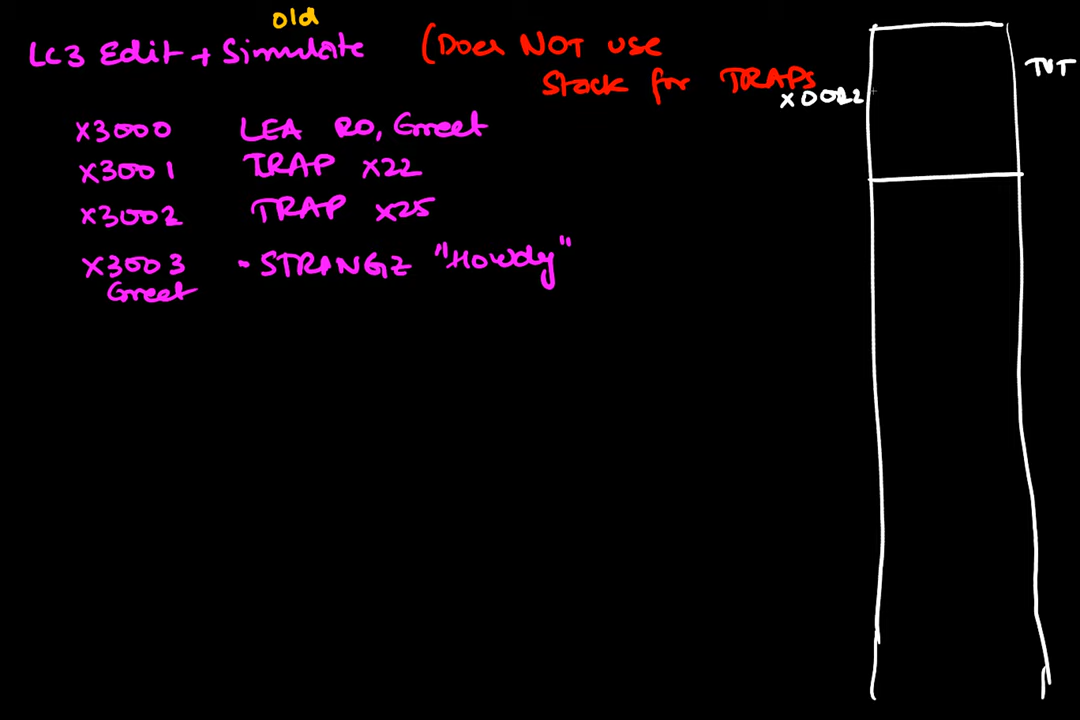 old
LC3 Edit + Simulate (Does NOT use
Stack for TRAPs
TVT
x0022
x3000 LEA R0, Greet
x3001 TRAP x22
x3002 TRAP x25
x3003 .STRANGZ "Howdy"
Greet